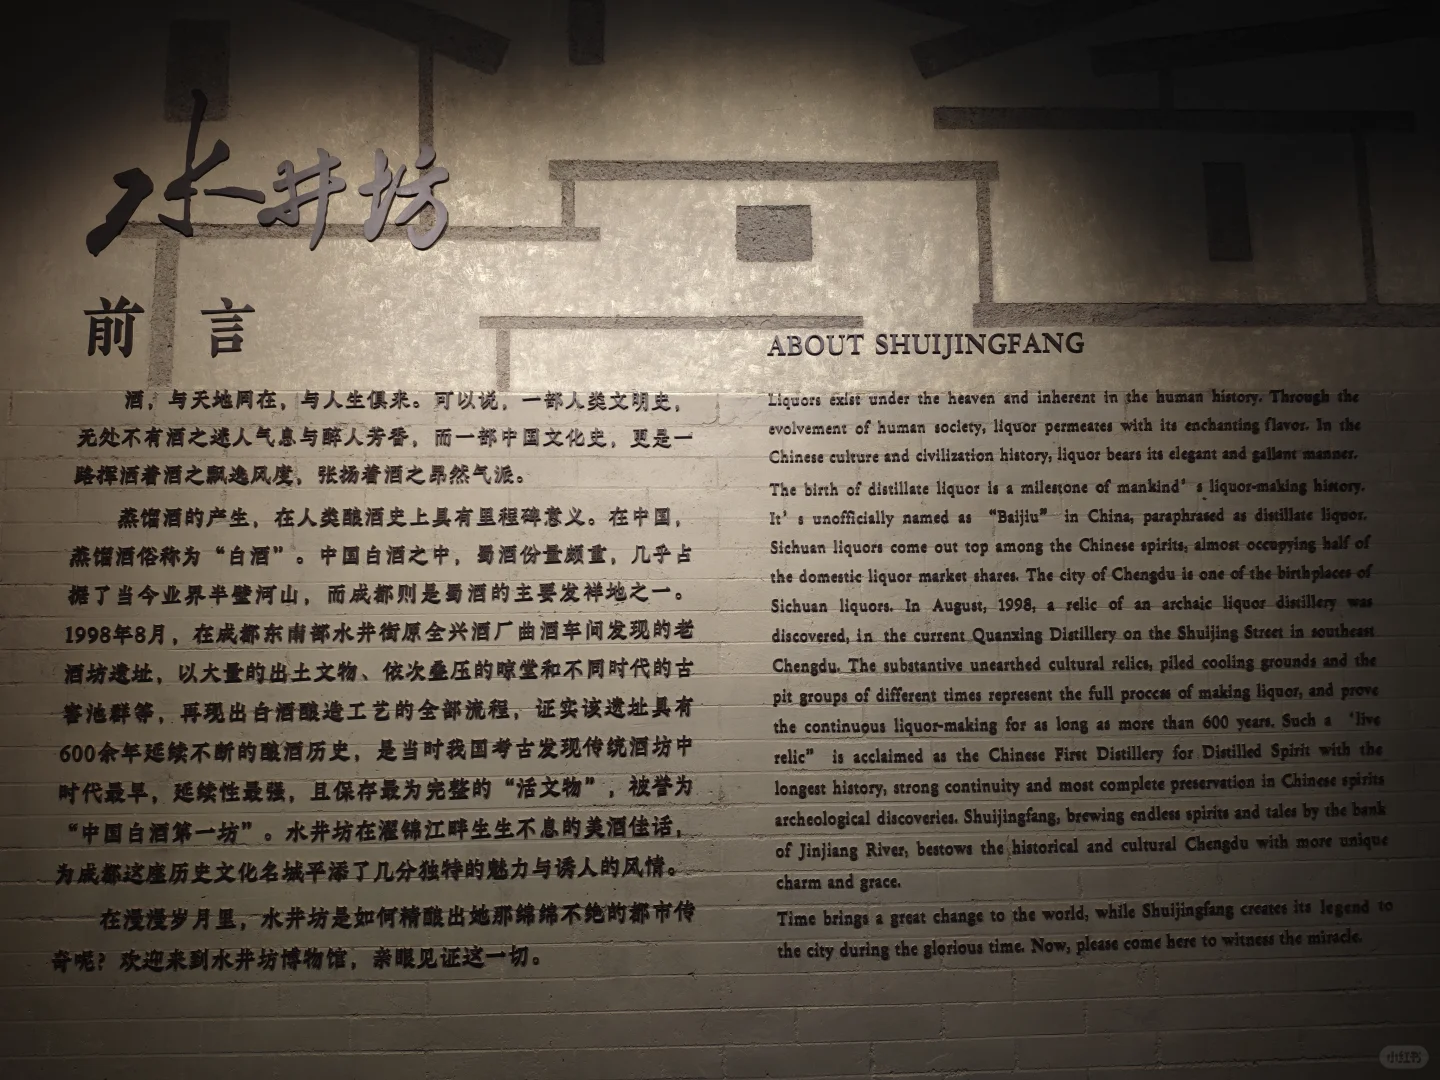 水井坊
前言
酒，与天地同在，与人生俱来。可以说，一部人类文明史，
无处不有酒之迷人气息与醉人芳香，而一部中国文化史，更是一
路挥洒着酒之飘逸风度，张扬着酒之昂然气派。
蒸馏酒的产生，在人类酿酒史上具有里程碑意义。在中国，
蒸馏酒俗称为“白酒”。中国白酒之中，蜀酒份量颇重，几乎占
据了当今业界半壁河山，而成都则是蜀酒的主要发祥地之一。
1998年8月，在成都东南部水井街原全兴酒厂曲酒车间发现的老
酒坊遗址，以大量的出土文物、依次叠压的晾堂和不同时代的古
窖池群等，再现出白酒酿造工艺的全部流程，证实该遗址具有
600余年延续不断的酿酒历史，是当时我国考古发现传统酒坊中
时代最早，延续性最强，且保存最为完整的“活文物”，被誉为
“中国白酒第一坊”。水井坊在濯锦江畔生生不息的美酒佳话，
为成都这座历史文化名城平添了几分独特的魅力与诱人的风情。
在漫漫岁月里，水井坊是如何精酿出她那绵绵不绝的都市传
奇呢？欢迎来到水井坊博物馆，亲眼见证这一切。
ABOUT SHUIJINGFANG
Liquors exist under the heaven and inherent in the human history. Through the
evolvement of human society, liquor permeates with its enchanting flavor. In the
Chinese culture and civilization history, liquor bears its elegant and gallant manner.
The birth of distillate liquor is a milestone of mankind’s liquor-making history.
It’s unofficially named as “Baijiu” in China, paraphrased as distillate liquor.
Sichuan liquors come out top among the Chinese spirits, almost occupying half of
the domestic liquor market shares. The city of Chengdu is one of the birthplaces of
Sichuan liquors. In August, 1998, a relic of an archaic liquor distillery was
discovered, in the current Quanxing Distillery on the Shuijing Street in southeast
Chengdu. The substantive unearthed cultural relics, piled cooling grounds and the
pit groups of different times represent the full process of making liquor, and prove
the continuous liquor-making for as long as more than 600 years. Such a ‘live
relic” is acclaimed as the Chinese First Distillery for Distilled Spirit with the
longest history, strong continuity and most complete preservation in Chinese spirits
archeological discoveries. Shuijingfang, brewing endless spirits and tales by the bank
of Jinjiang River, bestows the historical and cultural Chengdu with more unique
charm and grace.
Time brings a great change to the world, while Shuijingfang creates its legend to
the city during the glorious time. Now, please come here to witness the miracle.
小红书